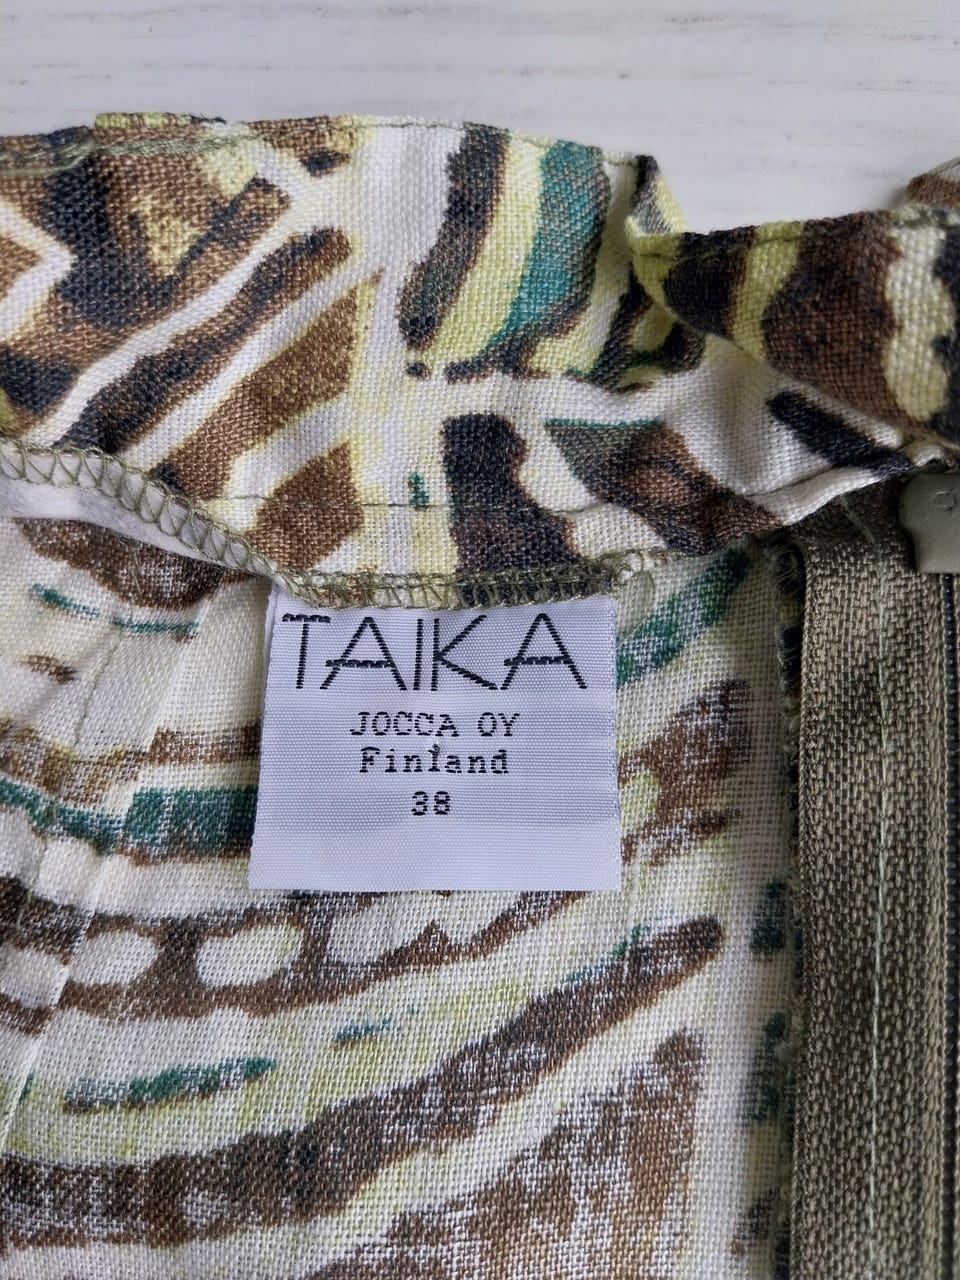 TAIKA
JOCCA OY
Finland
38